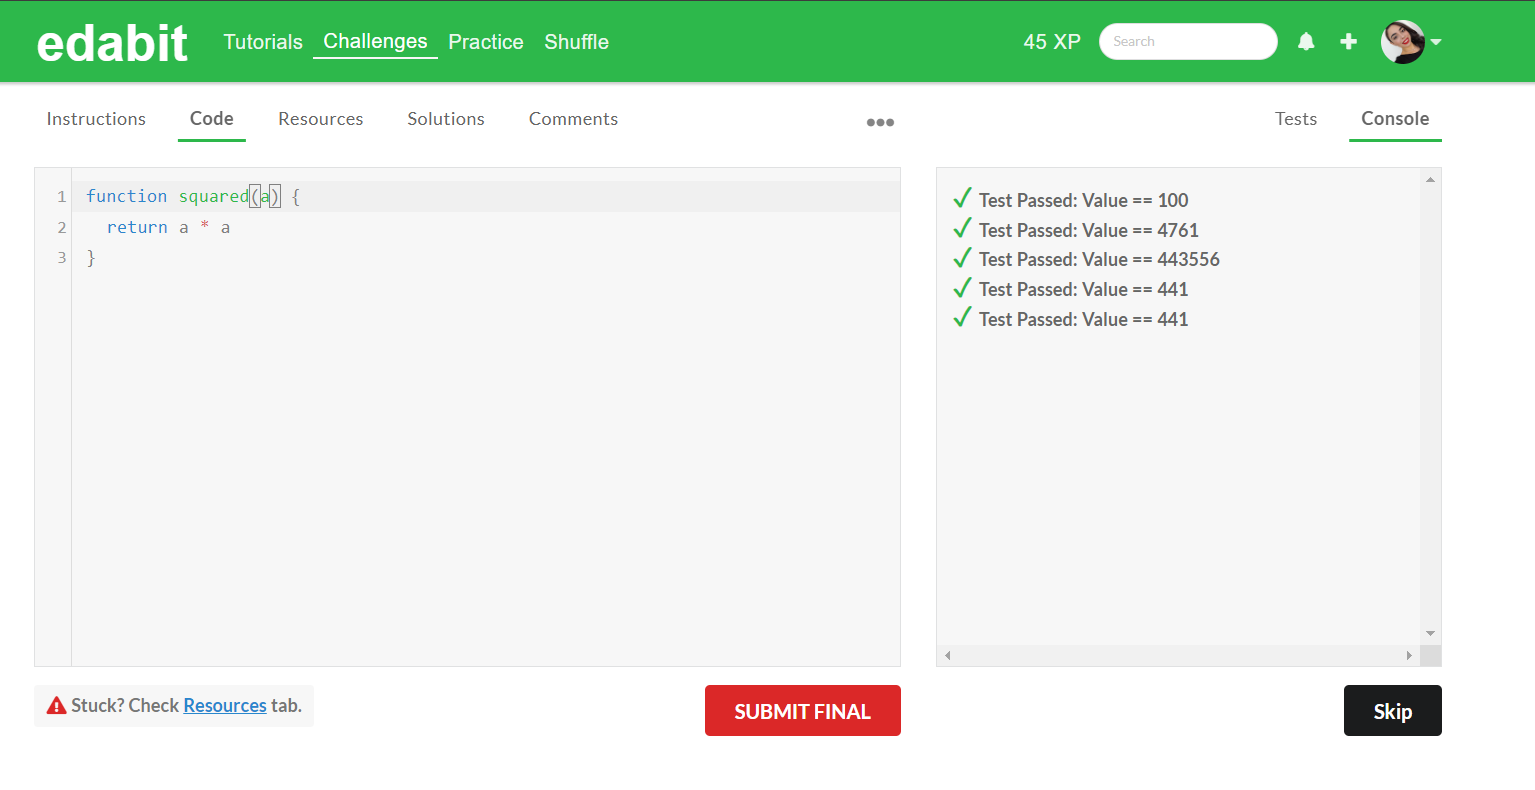 edabit Tutorials Challenges Practice Shuffle 45 XP Search
Instructions Code Resources Solutions Comments ••• Tests Console
1 function squared(a) {
2 return a * a
3 }
✓ Test Passed: Value == 100
✓ Test Passed: Value == 4761
✓ Test Passed: Value == 443556
✓ Test Passed: Value == 441
✓ Test Passed: Value == 441
Stuck? Check Resources tab.
SUBMIT FINAL
Skip